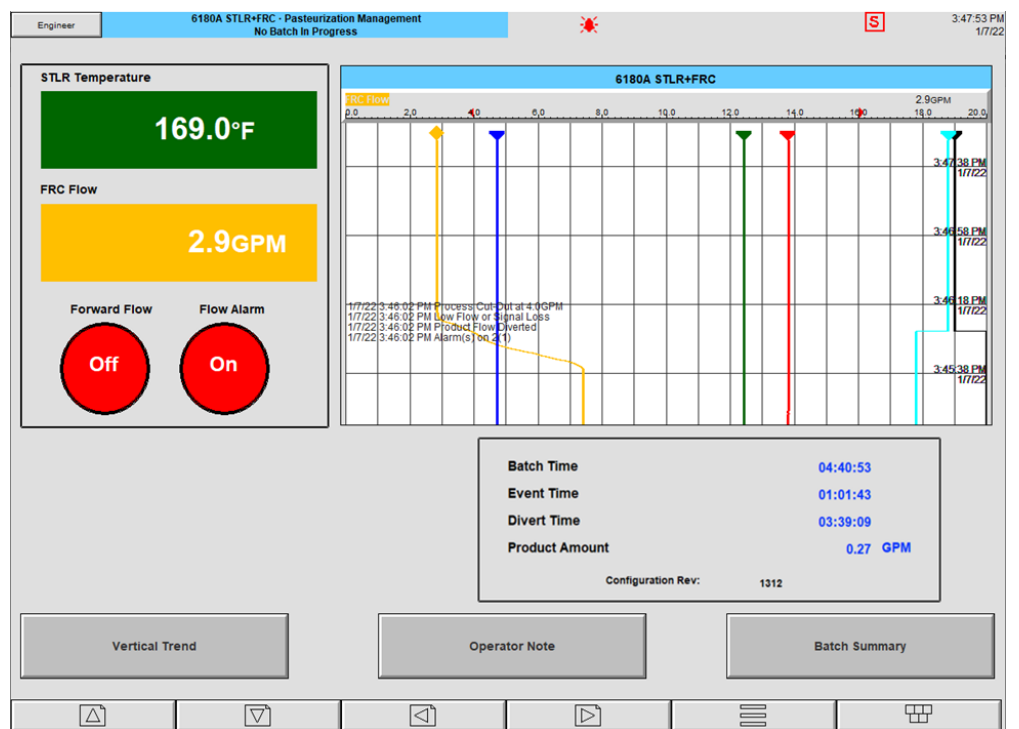 Engineer
6180A STLR+FRC - Pasteurization Management
No Batch In Progress
S
3:47:53 PM
1/7/22
STLR Temperature
169.0°F
FRC Flow
2.9GPM
Forward Flow
Flow Alarm
Off
On
6180A STLR+FRC
FRC Flow
2.9GPM
0.0 2,0 4,0 6,0 8,0 10,0 12,0 14,0 16,0 18,0 20.0
3:47:38 PM
1/7/22
3:46:58 PM
1/7/22
3:46:18 PM
1/7/22
1/7/22 3:46:02 PM Process Cut-Out at 4.0GPM
1/7/22 3:46:02 PM Low Flow or Signal Loss
1/7/22 3:46:02 PM Product Flow Diverted
1/7/22 3:46:02 PM Alarm(s) on 2(1)
3:45:38 PM
1/7/22
Batch Time 04:40:53
Event Time 01:01:43
Divert Time 03:39:09
Product Amount 0.27 GPM
Configuration Rev: 1312
Vertical Trend
Operator Note
Batch Summary